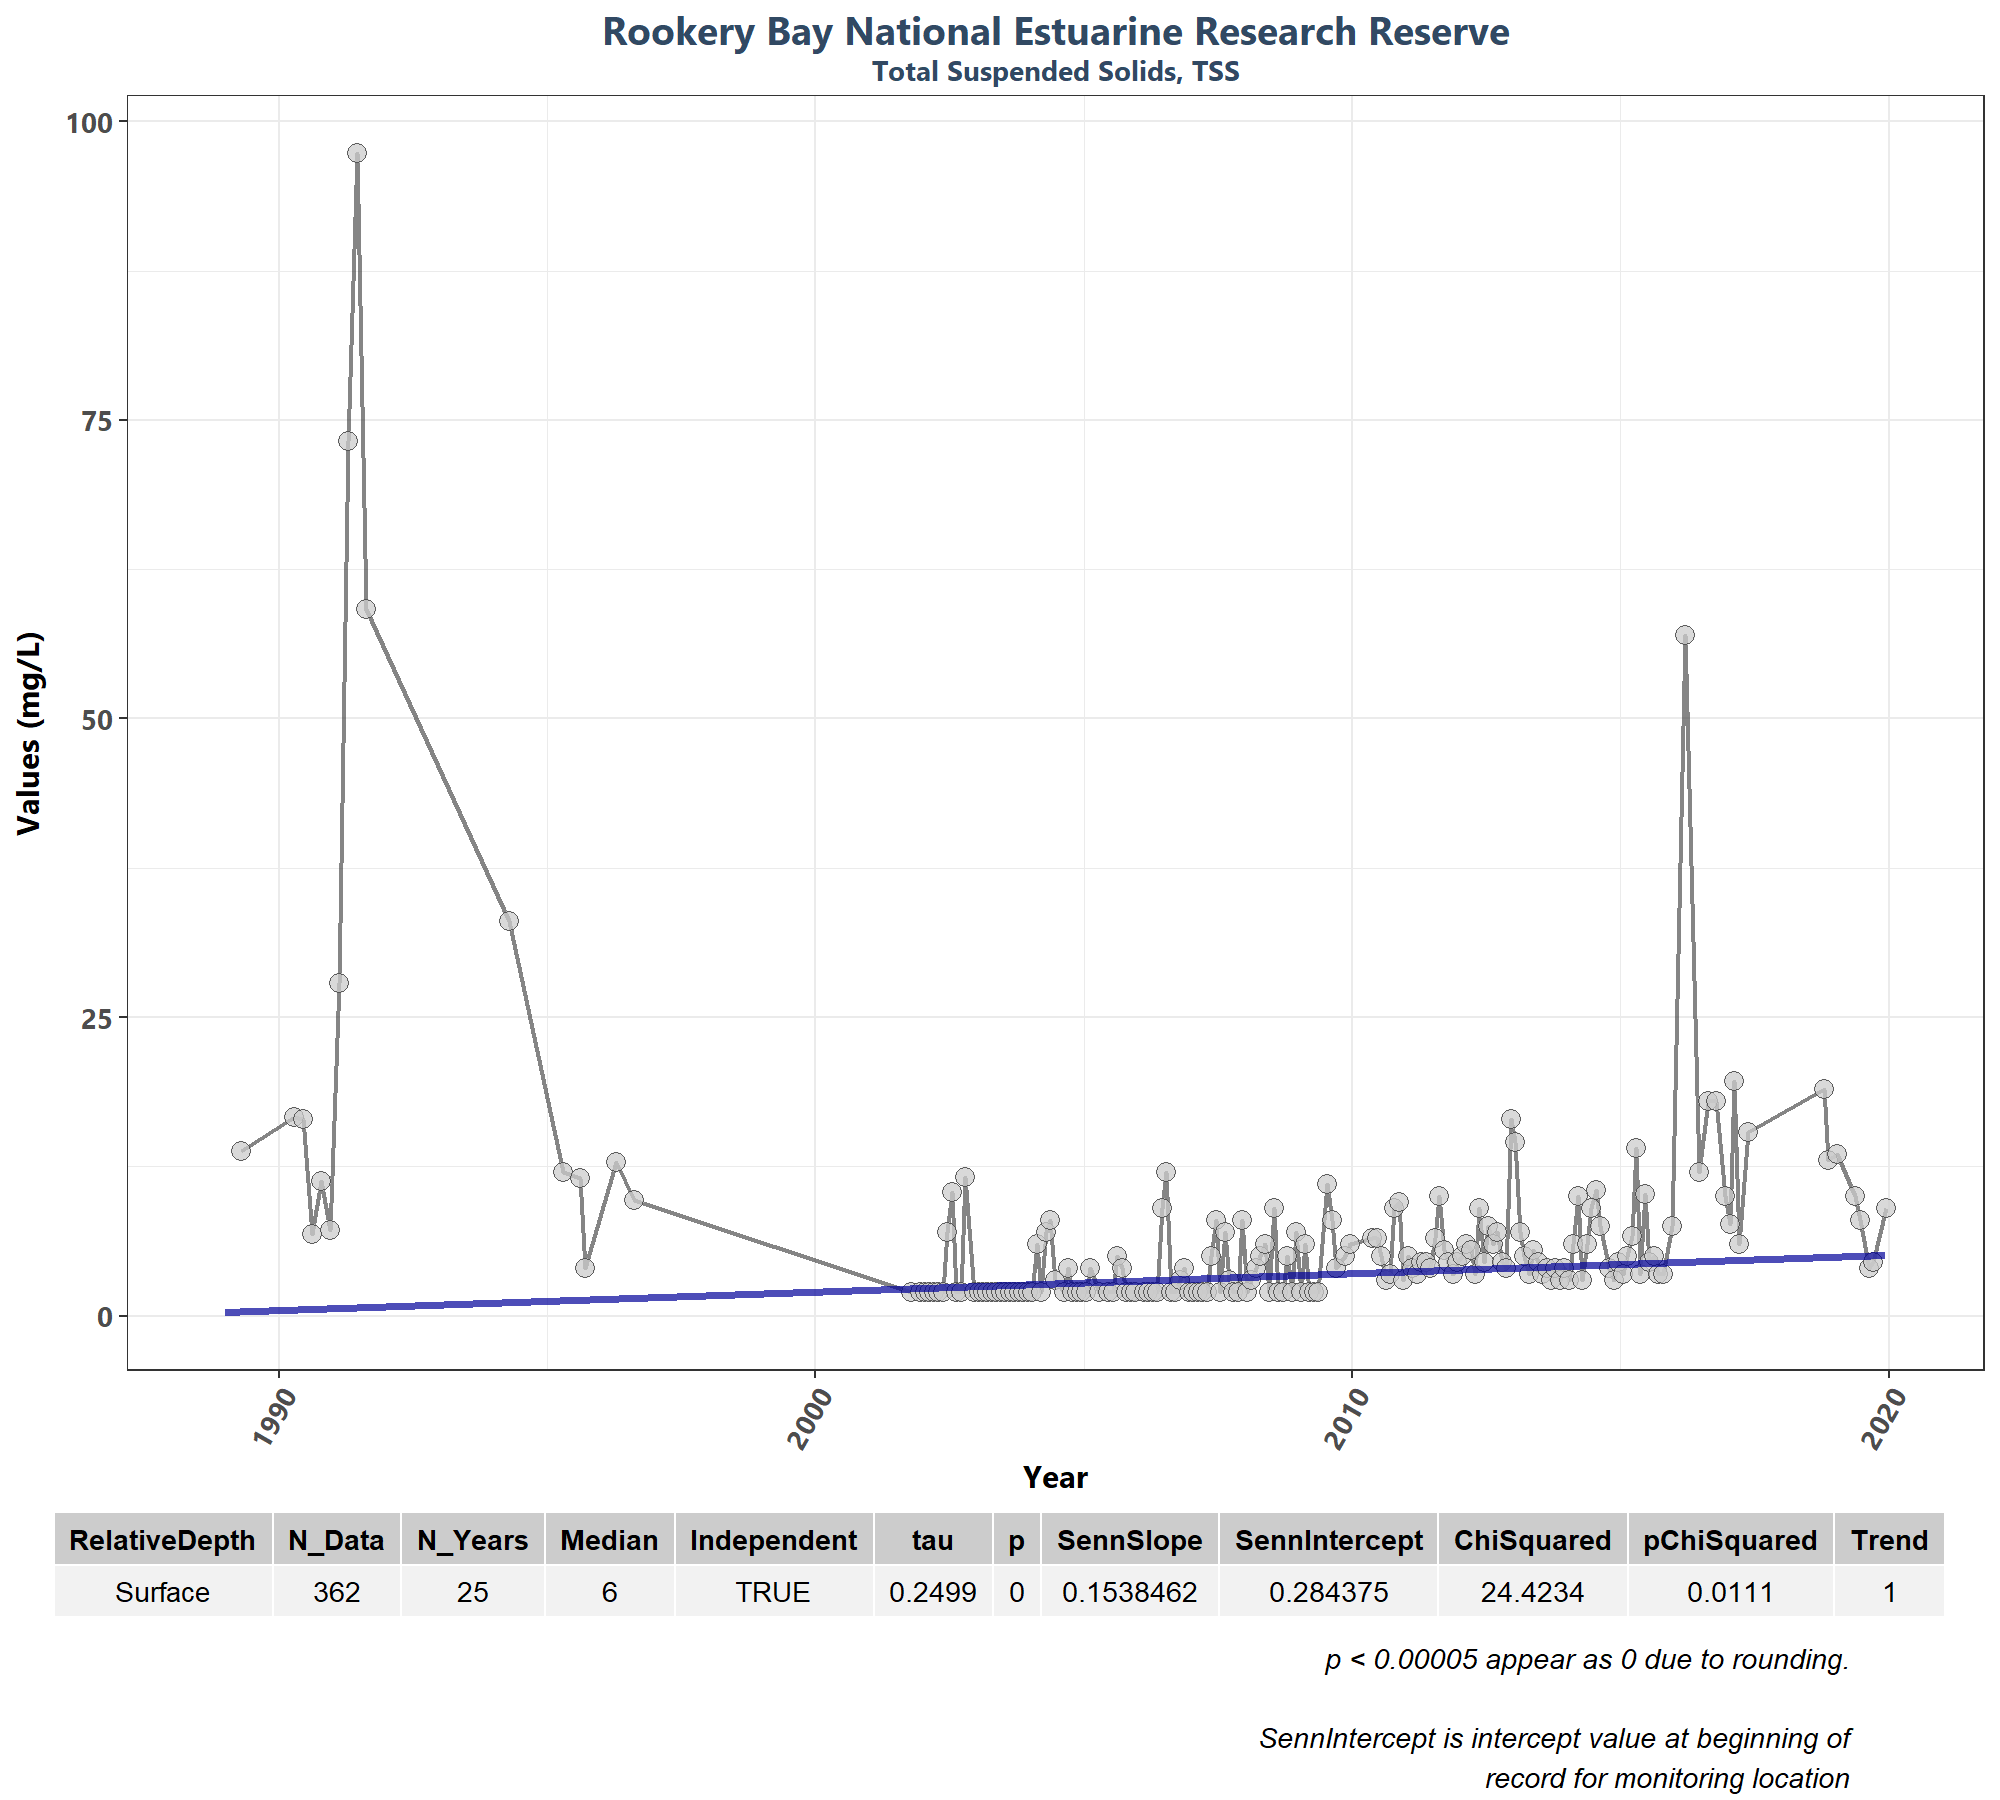 Rookery Bay National Estuarine Research Reserve
Total Suspended Solids, TSS
Values (mg/L)
100
75
50
25
0
1990
2000
2010
2020
Year
RelativeDepth N_Data N_Years Median Independent tau p SennSlope SennIntercept ChiSquared pChiSquared Trend
Surface 362 25 6 TRUE 0.2499 0 0.1538462 0.284375 24.4234 0.0111 1
p < 0.00005 appear as 0 due to rounding.
SennIntercept is intercept value at beginning of
record for monitoring location